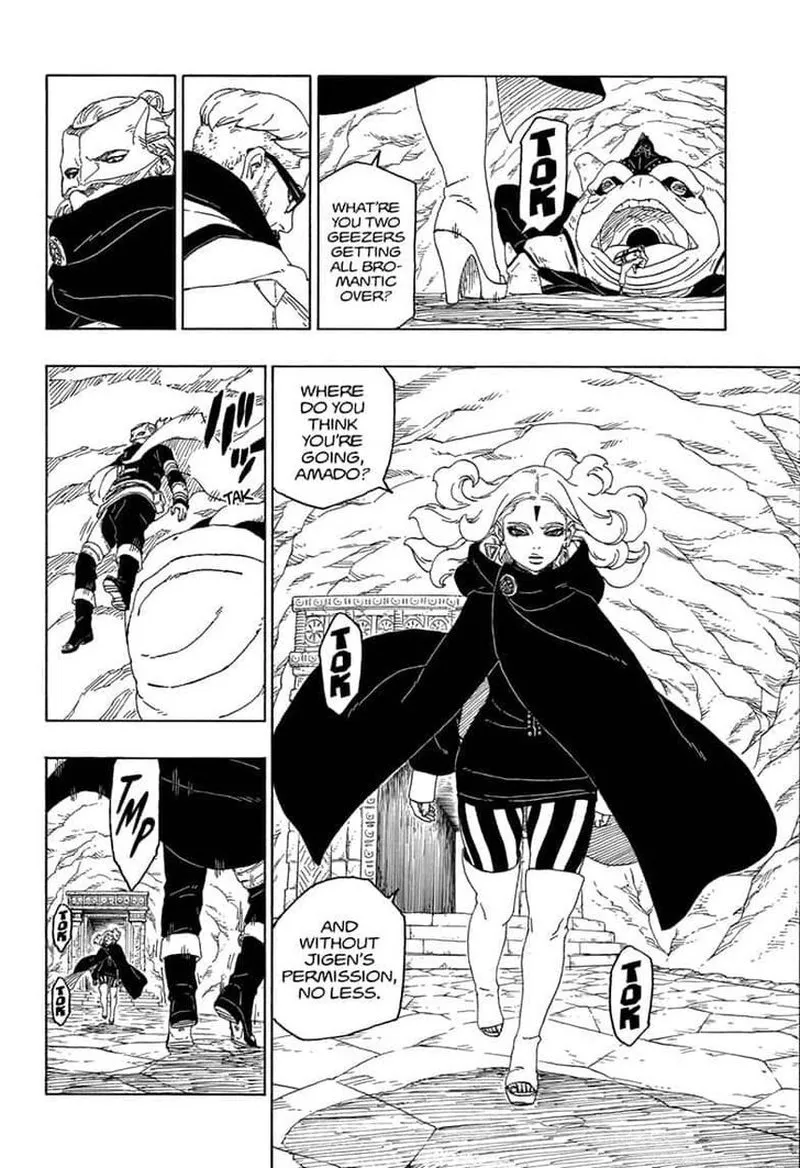 TOK
WHAT'RE
YOU TWO
GEEZERS
GETTING
ALL BRO-
MANTIC
OVER?
WHERE
DO YOU
THINK
YOU'RE
GOING,
AMADO?
TOK
AND
WITHOUT
JIGEN'S
PERMISSION,
NO LESS.
TOK
TAK
TMP
TOK
TOK